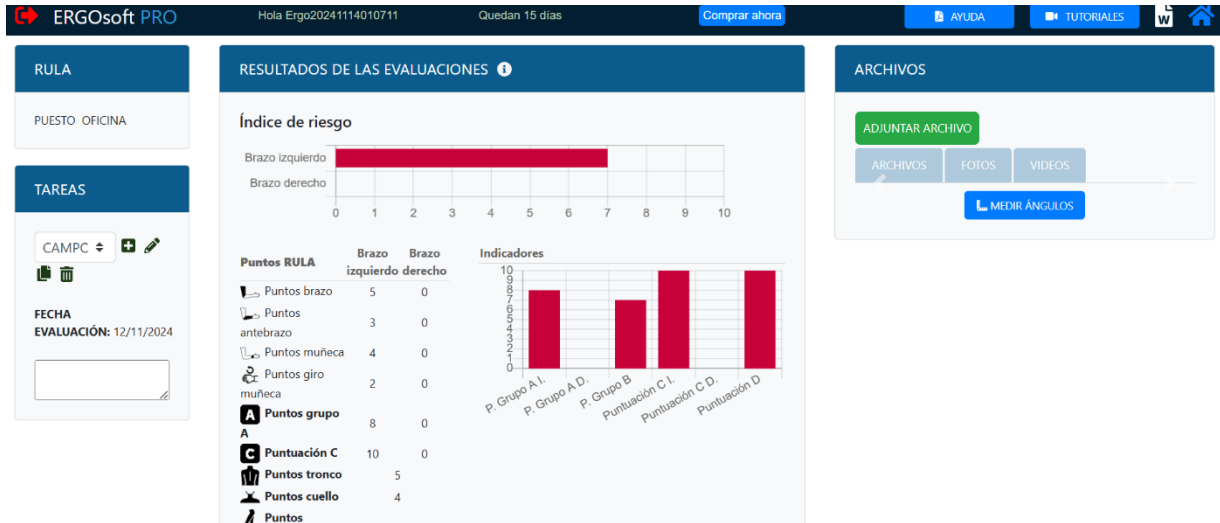 ERGOsoft PRO
Hola Ergo20241114010711
Quedan 15 días
Comprar ahora
AYUDA
TUTORIALES
W
RULA
PUESTO OFICINA
TAREAS
CAMPC
FECHA
EVALUACIÓN: 12/11/2024
RESULTADOS DE LAS EVALUACIONES
Índice de riesgo
Brazo izquierdo
Brazo derecho
0 1 2 3 4 5 6 7 8 9 10
Puntos RULA Brazo izquierdo Brazo derecho
Puntos brazo 5 0
Puntos antebrazo 3 0
Puntos muñeca 4 0
Puntos giro muñeca 2 0
A Puntos grupo A 8 0
C Puntuación C 10 0
Puntos tronco 5
Puntos cuello 4
Puntos
Indicadores
10
9
8
7
6
5
4
3
2
1
0
P. Grupo A I.
P. Grupo A D.
P. Grupo B
Puntuación C I.
Puntuación C D.
Puntuación D
ARCHIVOS
ADJUNTAR ARCHIVO
ARCHIVOS
FOTOS
VIDEOS
MEDIR ÁNGULOS